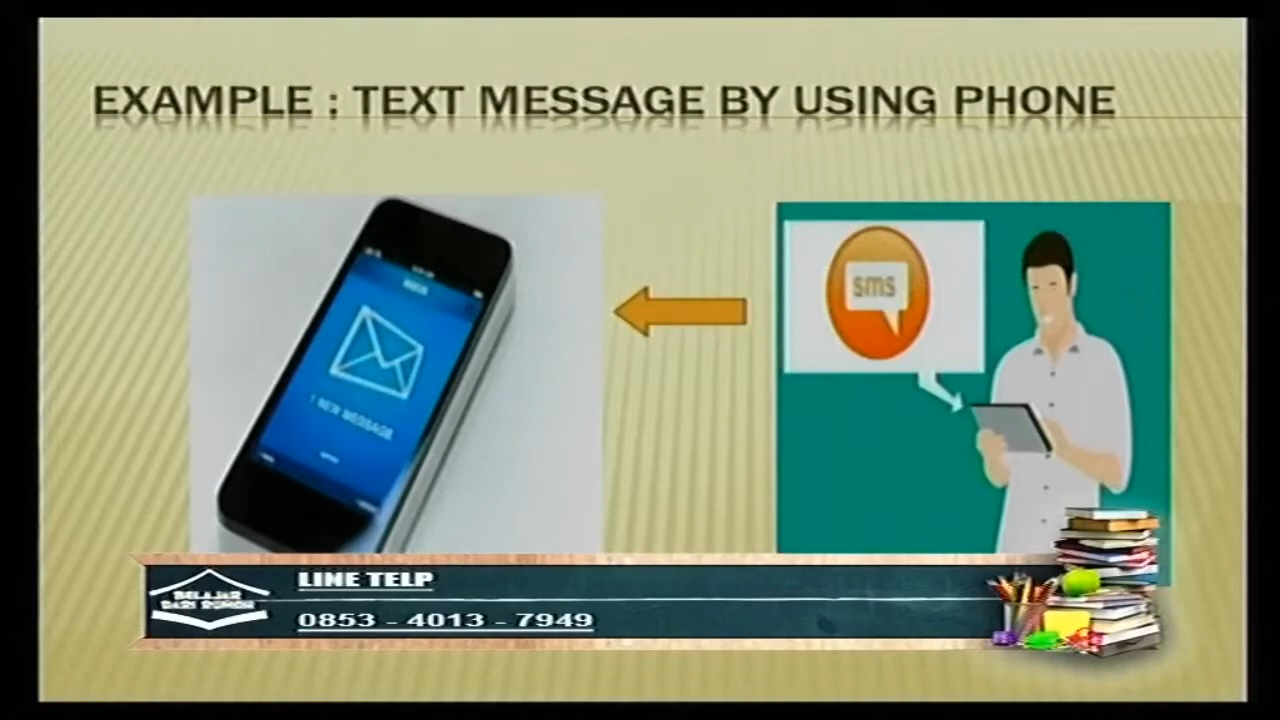 EXAMPLE : TEXT MESSAGE BY USING PHONE
sms
1 NEW MESSAGE
LINE TELP
BELAJAR
DARI RUMAH
0853 - 4013 - 7949